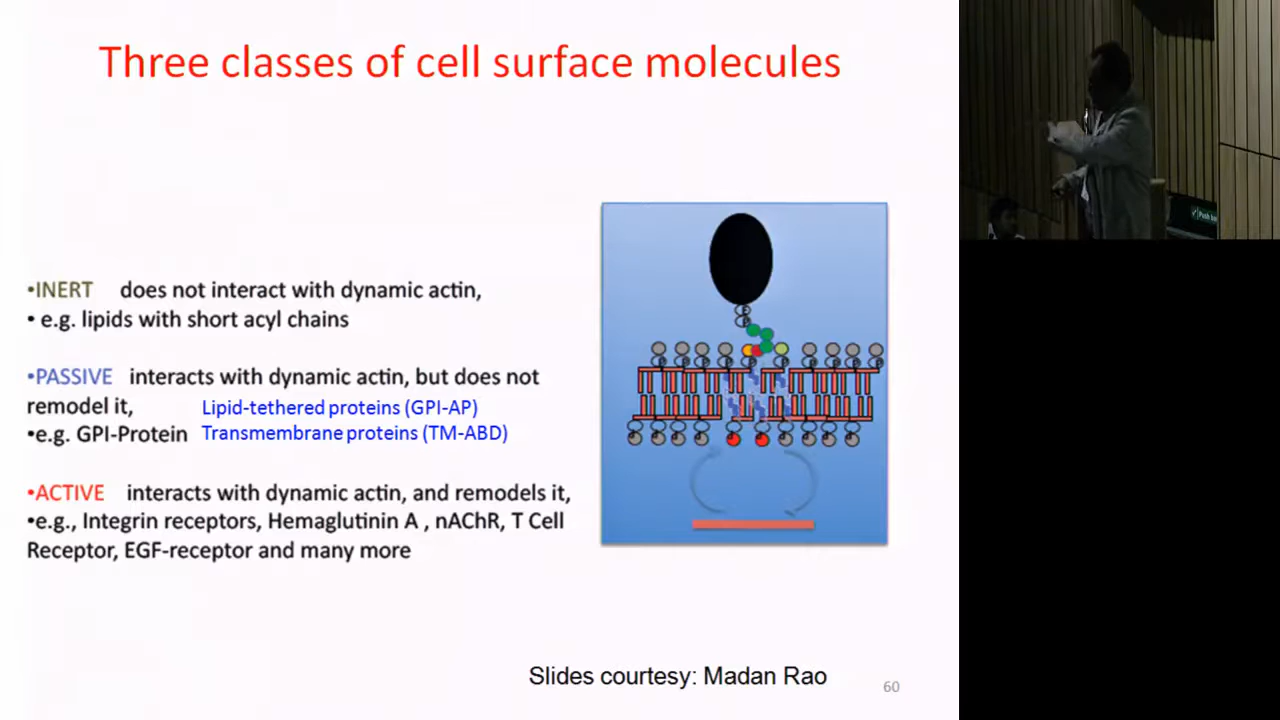 Three classes of cell surface molecules
•INERT does not interact with dynamic actin,
• e.g. lipids with short acyl chains
•PASSIVE interacts with dynamic actin, but does not
remodel it, Lipid-tethered proteins (GPI-AP)
•e.g. GPI-Protein Transmembrane proteins (TM-ABD)
•ACTIVE interacts with dynamic actin, and remodels it,
•e.g., Integrin receptors, Hemaglutinin A , nAChR, T Cell
Receptor, EGF-receptor and many more
Slides courtesy: Madan Rao
60
Push